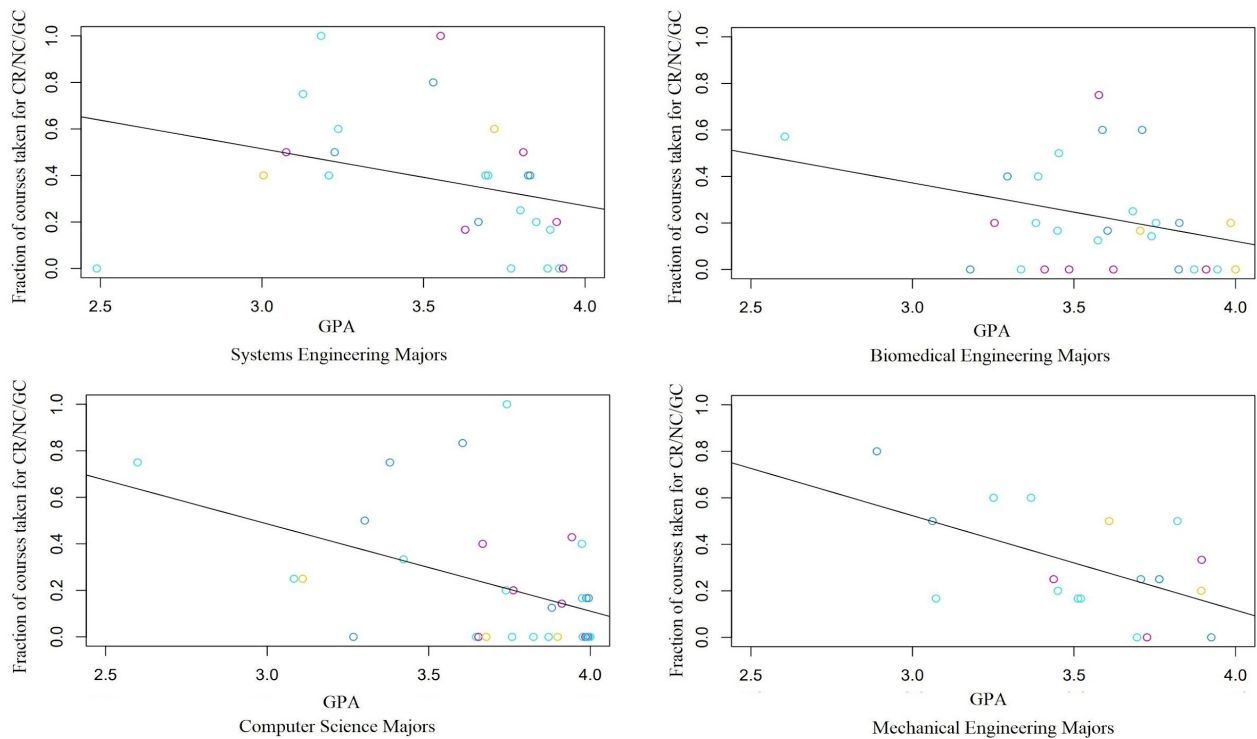 Fraction of courses taken for CR/NC/GC
1.0
0.8
0.6
0.4
0.2
0.0
2.5 3.0 3.5 4.0
GPA
Systems Engineering Majors
Fraction of courses taken for CR/NC/GC
1.0
0.8
0.6
0.4
0.2
0.0
2.5 3.0 3.5 4.0
GPA
Biomedical Engineering Majors
Fraction of courses taken for CR/NC/GC
1.0
0.8
0.6
0.4
0.2
0.0
2.5 3.0 3.5 4.0
GPA
Computer Science Majors
Fraction of courses taken for CR/NC/GC
1.0
0.8
0.6
0.4
0.2
0.0
2.5 3.0 3.5 4.0
GPA
Mechanical Engineering Majors